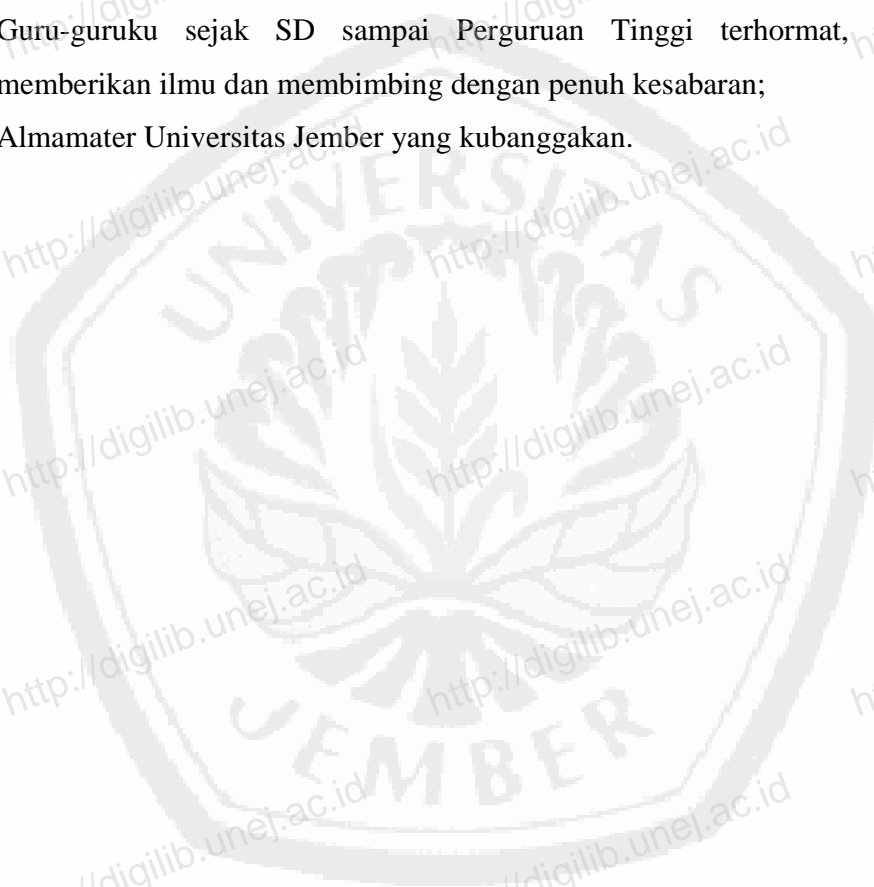 Guru-guruku sejak SD sampai Perguruan Tinggi terhormat,
memberikan ilmu dan membimbing dengan penuh kesabaran;
Almamater Universitas Jember yang kubanggakan.
http://digilib.unej.ac.id
http://digilib.unej.ac.id
UNIVERSITAS
http://digilib.unej.ac.id
http://digilib.unej.ac.id
http://digilib.unej.ac.id
http://digilib.unej.ac.id
JEMBER
digilib.unej.ac.id
digilib.unej.ac.id